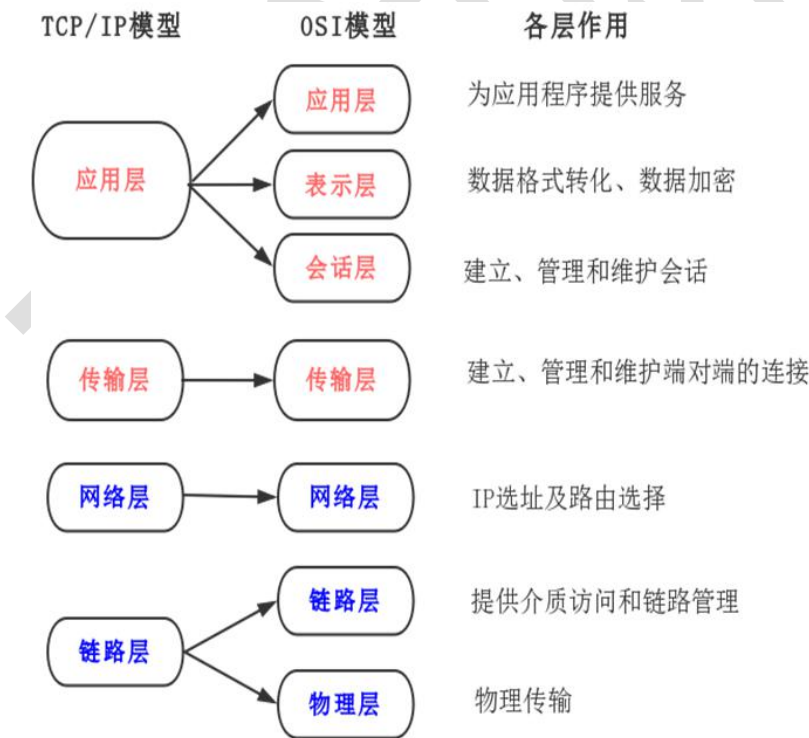 TCP/IP模型 OSI模型 各层作用
应用层 为应用程序提供服务
应用层 表示层 数据格式转化、数据加密
会话层 建立、管理和维护会话
传输层 传输层 建立、管理和维护端对端的连接
网络层 网络层 IP选址及路由选择
链路层 提供介质访问和链路管理
链路层
物理层 物理传输